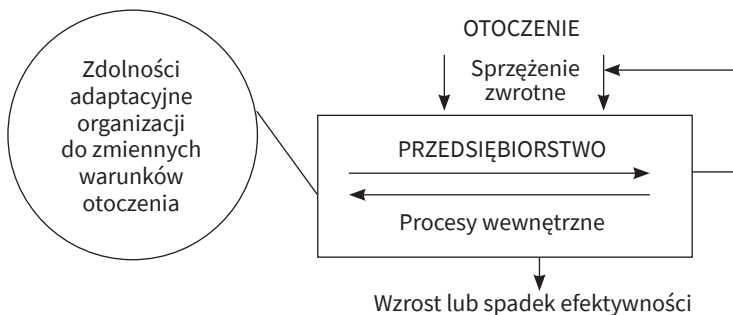 Zdolności
adaptacyjne
organizacji
do zmiennych
warunków
otoczenia
OTOCZENIE
Sprzężenie
zwrotne
PRZEDSIĘBIORSTWO
Procesy wewnętrzne
Wzrost lub spadek efektywności